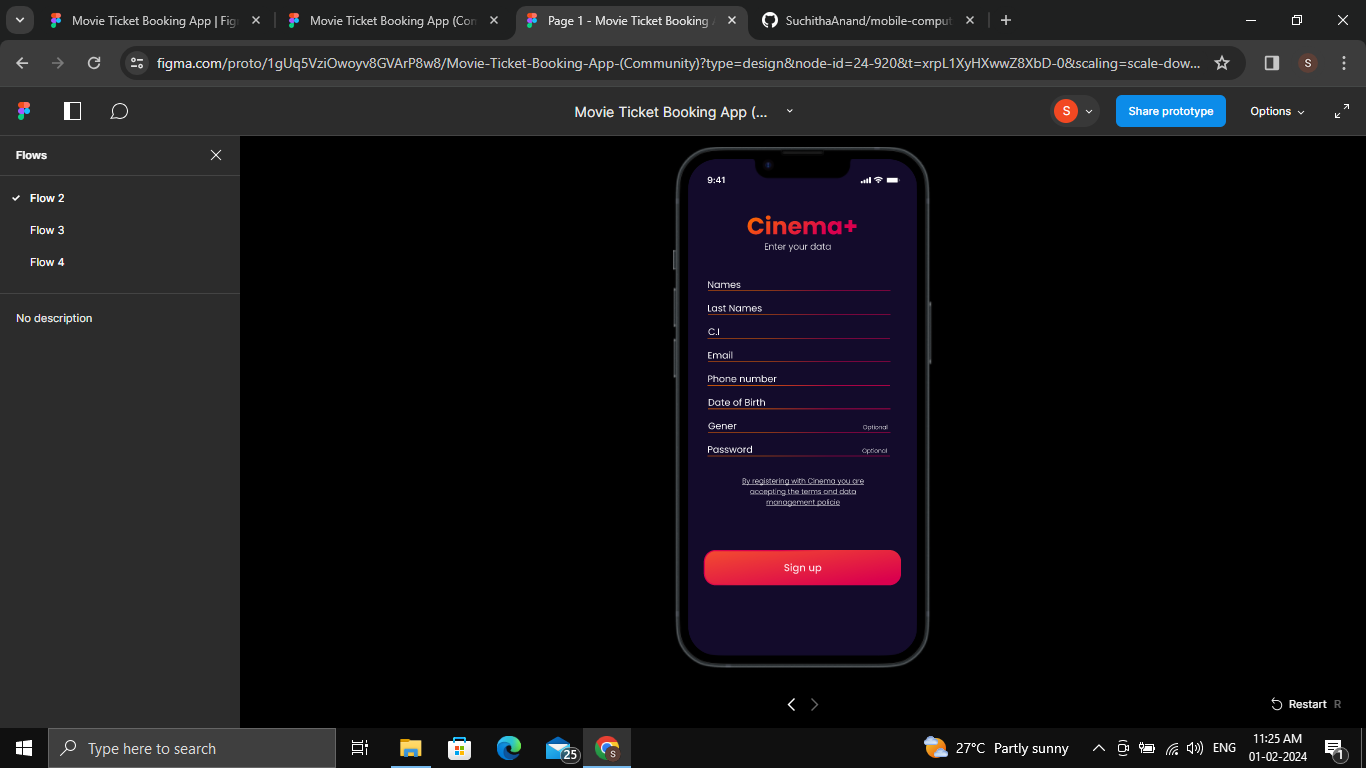 Movie Ticket Booking App | Fig
Movie Ticket Booking App (Con
Page 1 - Movie Ticket Booking A
SuchithaAnand/mobile-comput
figma.com/proto/1gUq5VziOwoyv8GVArP8w8/Movie-Ticket-Booking-App-(Community)?type=design&node-id=24-920&t=xrpL1XyHXwwZ8XbD-0&scaling=scale-dow...
S
Movie Ticket Booking App (...
S
Share prototype
Options
Flows
Flow 2
Flow 3
Flow 4
No description
9:41
Cinema+
Enter your data
Names
Last Names
C.I
Email
Phone number
Date of Birth
Gener Optional
Password Optional
By registering with Cinema you are
accepting the terms and data
management policie
Sign up
Restart R
Type here to search
25
S
27°C Partly sunny
ENG
11:25 AM
01-02-2024
1